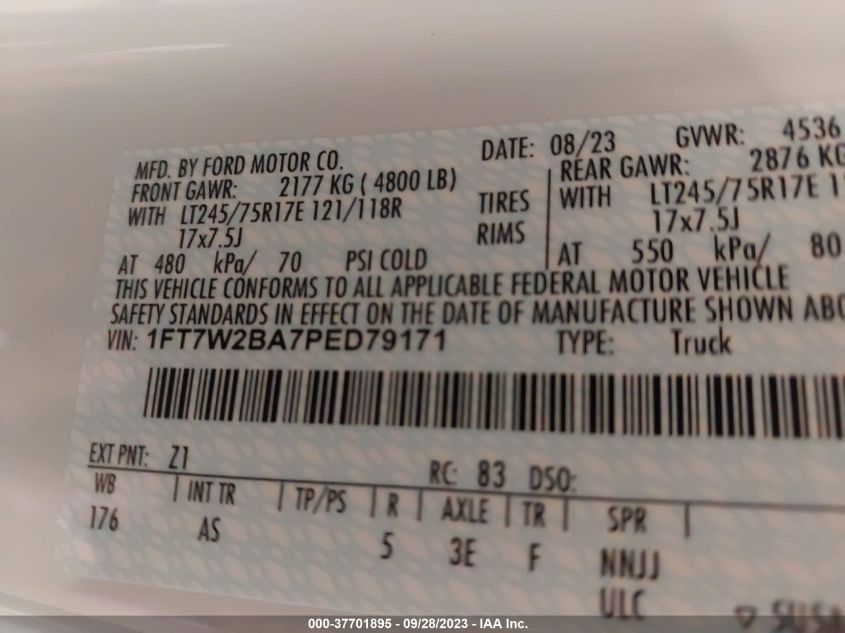 MFD. BY FORD MOTOR CO. DATE: 08/23 GVWR: 4536
FRONT GAWR: 2177 KG ( 4800 LB) REAR GAWR: 2876 KG
WITH LT245/75R17E 121/118R TIRES WITH LT245/75R17E
17x7.5J RIMS 17x7.5J
AT 480 kPa/ 70 PSI COLD AT 550 kPa/ 80
THIS VEHICLE CONFORMS TO ALL APPLICABLE FEDERAL MOTOR VEHICLE
SAFETY STANDARDS IN EFFECT ON THE DATE OF MANUFACTURE SHOWN ABO
VIN: 1FT7W2BA7PED79171 TYPE: Truck
EXT PNT: Z1 RC: 83 DSO:
WB INT TR TP/PS R AXLE TR SPR
176 AS 5 3E F NNJJ
ULC
000-37701895 - 09/28/2023 - IAA Inc.